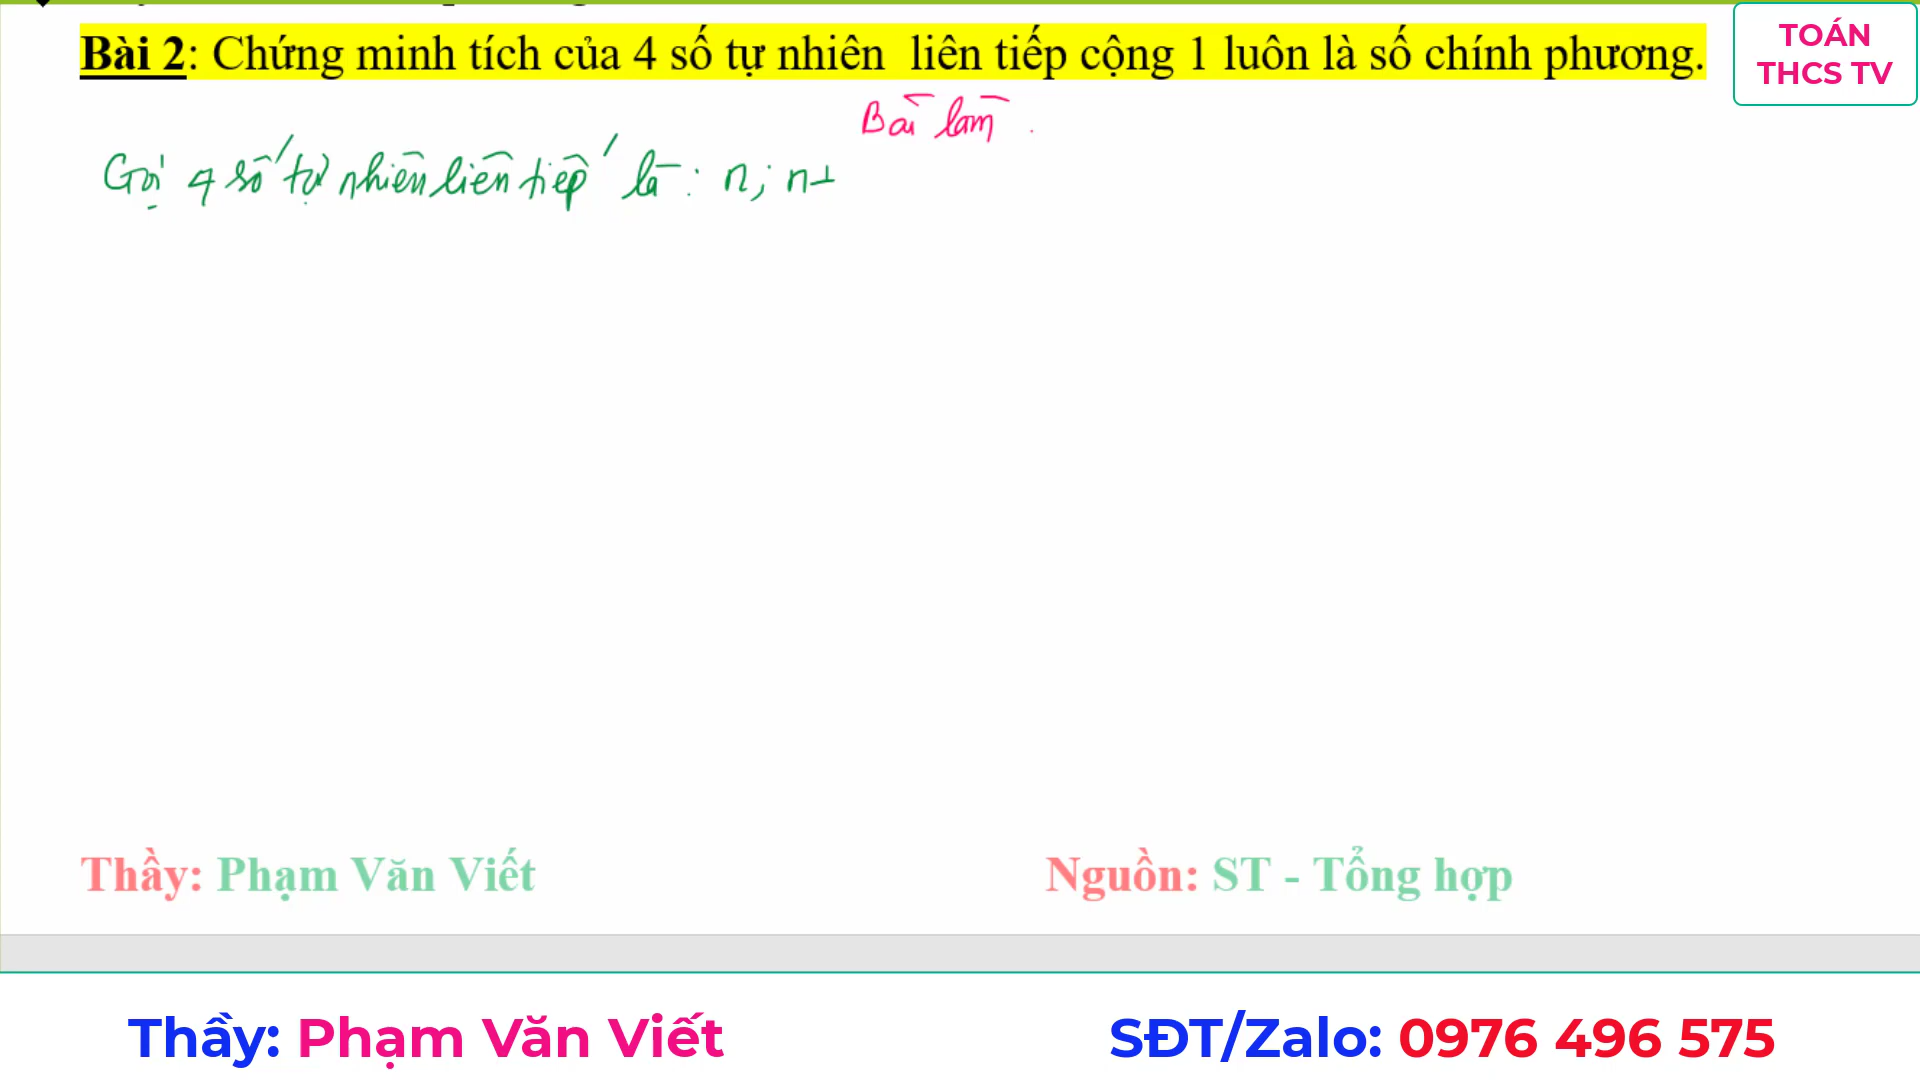 Bài 2: Chứng minh tích của 4 số tự nhiên liên tiếp cộng 1 luôn là số chính phương.
TOÁN
THCS TV
Bài làm.
Gọi 4 số tự nhiên liên tiếp là: n; n+
Thầy: Phạm Văn Viết
Nguồn: ST - Tổng hợp
Thầy: Phạm Văn Viết
SĐT/Zalo: 0976 496 575